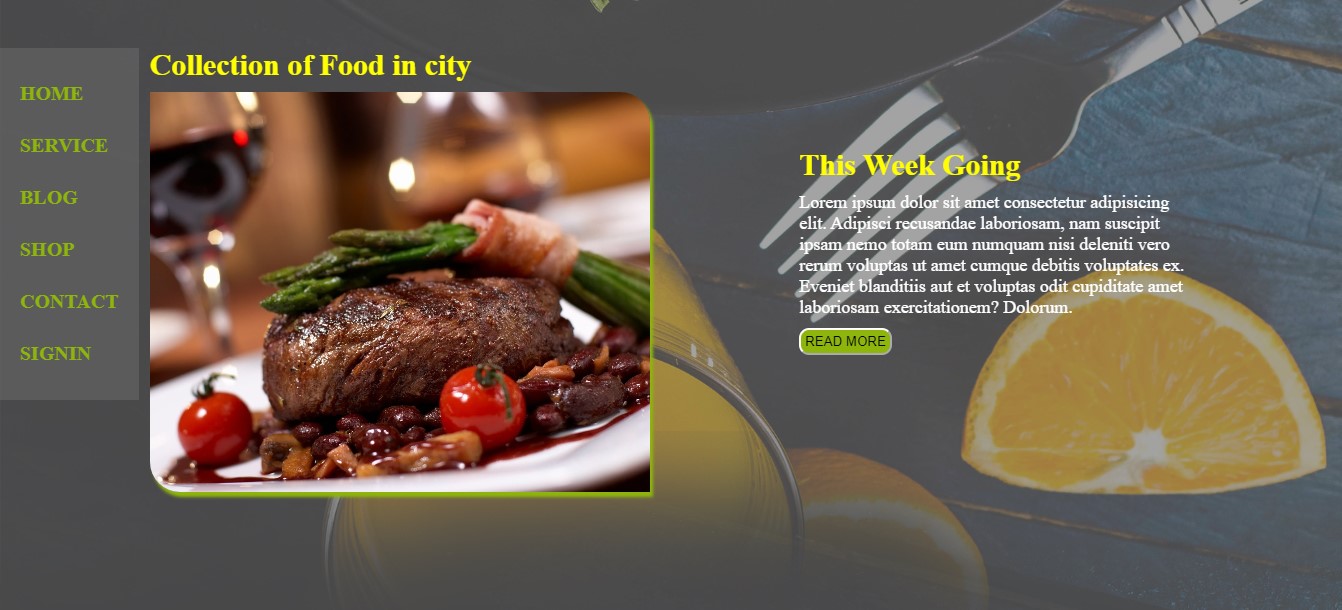 HOME
SERVICE
BLOG
SHOP
CONTACT
SIGNIN
Collection of Food in city
This Week Going
Lorem ipsum dolor sit amet consectetur adipisicing
elit. Adipisci recusandae laboriosam, nam suscipit
ipsam nemo totam eum numquam nisi deleniti vero
rerum voluptas ut amet cumque debitis voluptates ex.
Eveniet blanditiis aut et voluptas odit cupiditate amet
laboriosam exercitationem? Dolorum.
READ MORE